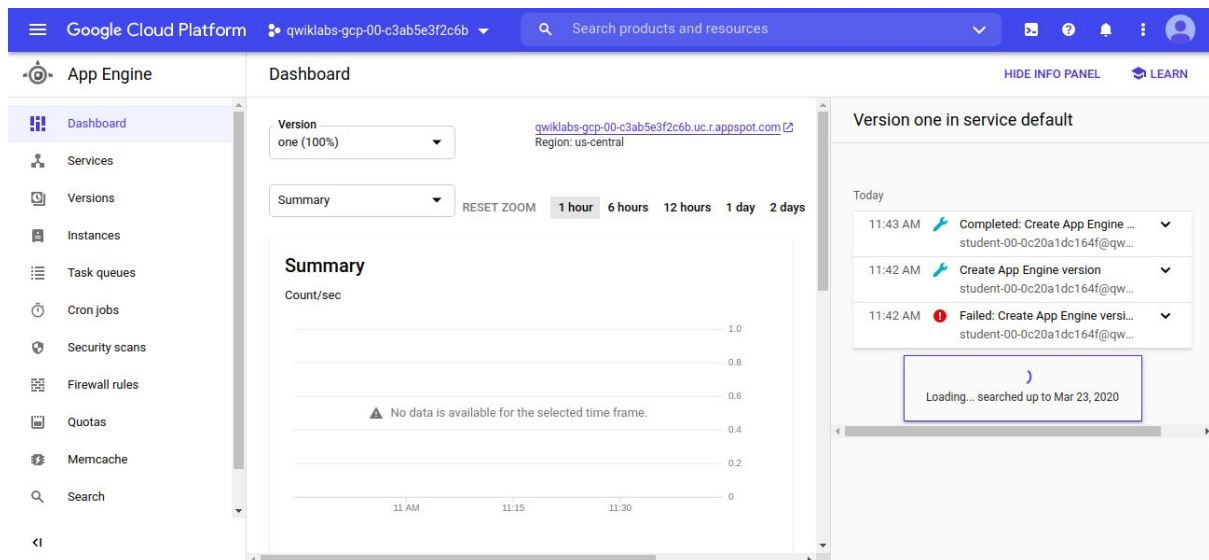 Google Cloud Platform
qwiklabs-gcp-00-c3ab5e3f2c6b
Search products and resources
App Engine
Dashboard
HIDE INFO PANEL
LEARN
Dashboard
Services
Versions
Instances
Task queues
Cron jobs
Security scans
Firewall rules
Quotas
Memcache
Search
Version
one (100%)
qwiklabs-gcp-00-c3ab5e3f2c6b.uc.r.appspot.com
Region: us-central
Summary
RESET ZOOM 1 hour 6 hours 12 hours 1 day 2 days
Summary
Count/sec
1.0
0.8
0.6
No data is available for the selected time frame.
0.4
0.2
0
11 AM 11:15 11:30
Version one in service default
Today
11:43 AM Completed: Create App Engine ...
student-00-0c20a1dc164f@qw...
11:42 AM Create App Engine version
student-00-0c20a1dc164f@qw...
11:42 AM Failed: Create App Engine versi...
student-00-0c20a1dc164f@qw...
Loading... searched up to Mar 23, 2020